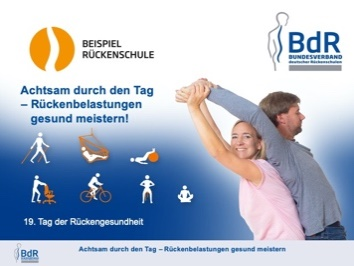 BEISPIEL
RÜCKENSCHULE
BdR
BUNDESVERBAND
deutscher Rückenschulen
Achtsam durch den Tag
– Rückenbelastungen
gesund meistern!
19. Tag der Rückengesundheit
BdR
Achtsam durch den Tag – Rückenbelastungen gesund meistern